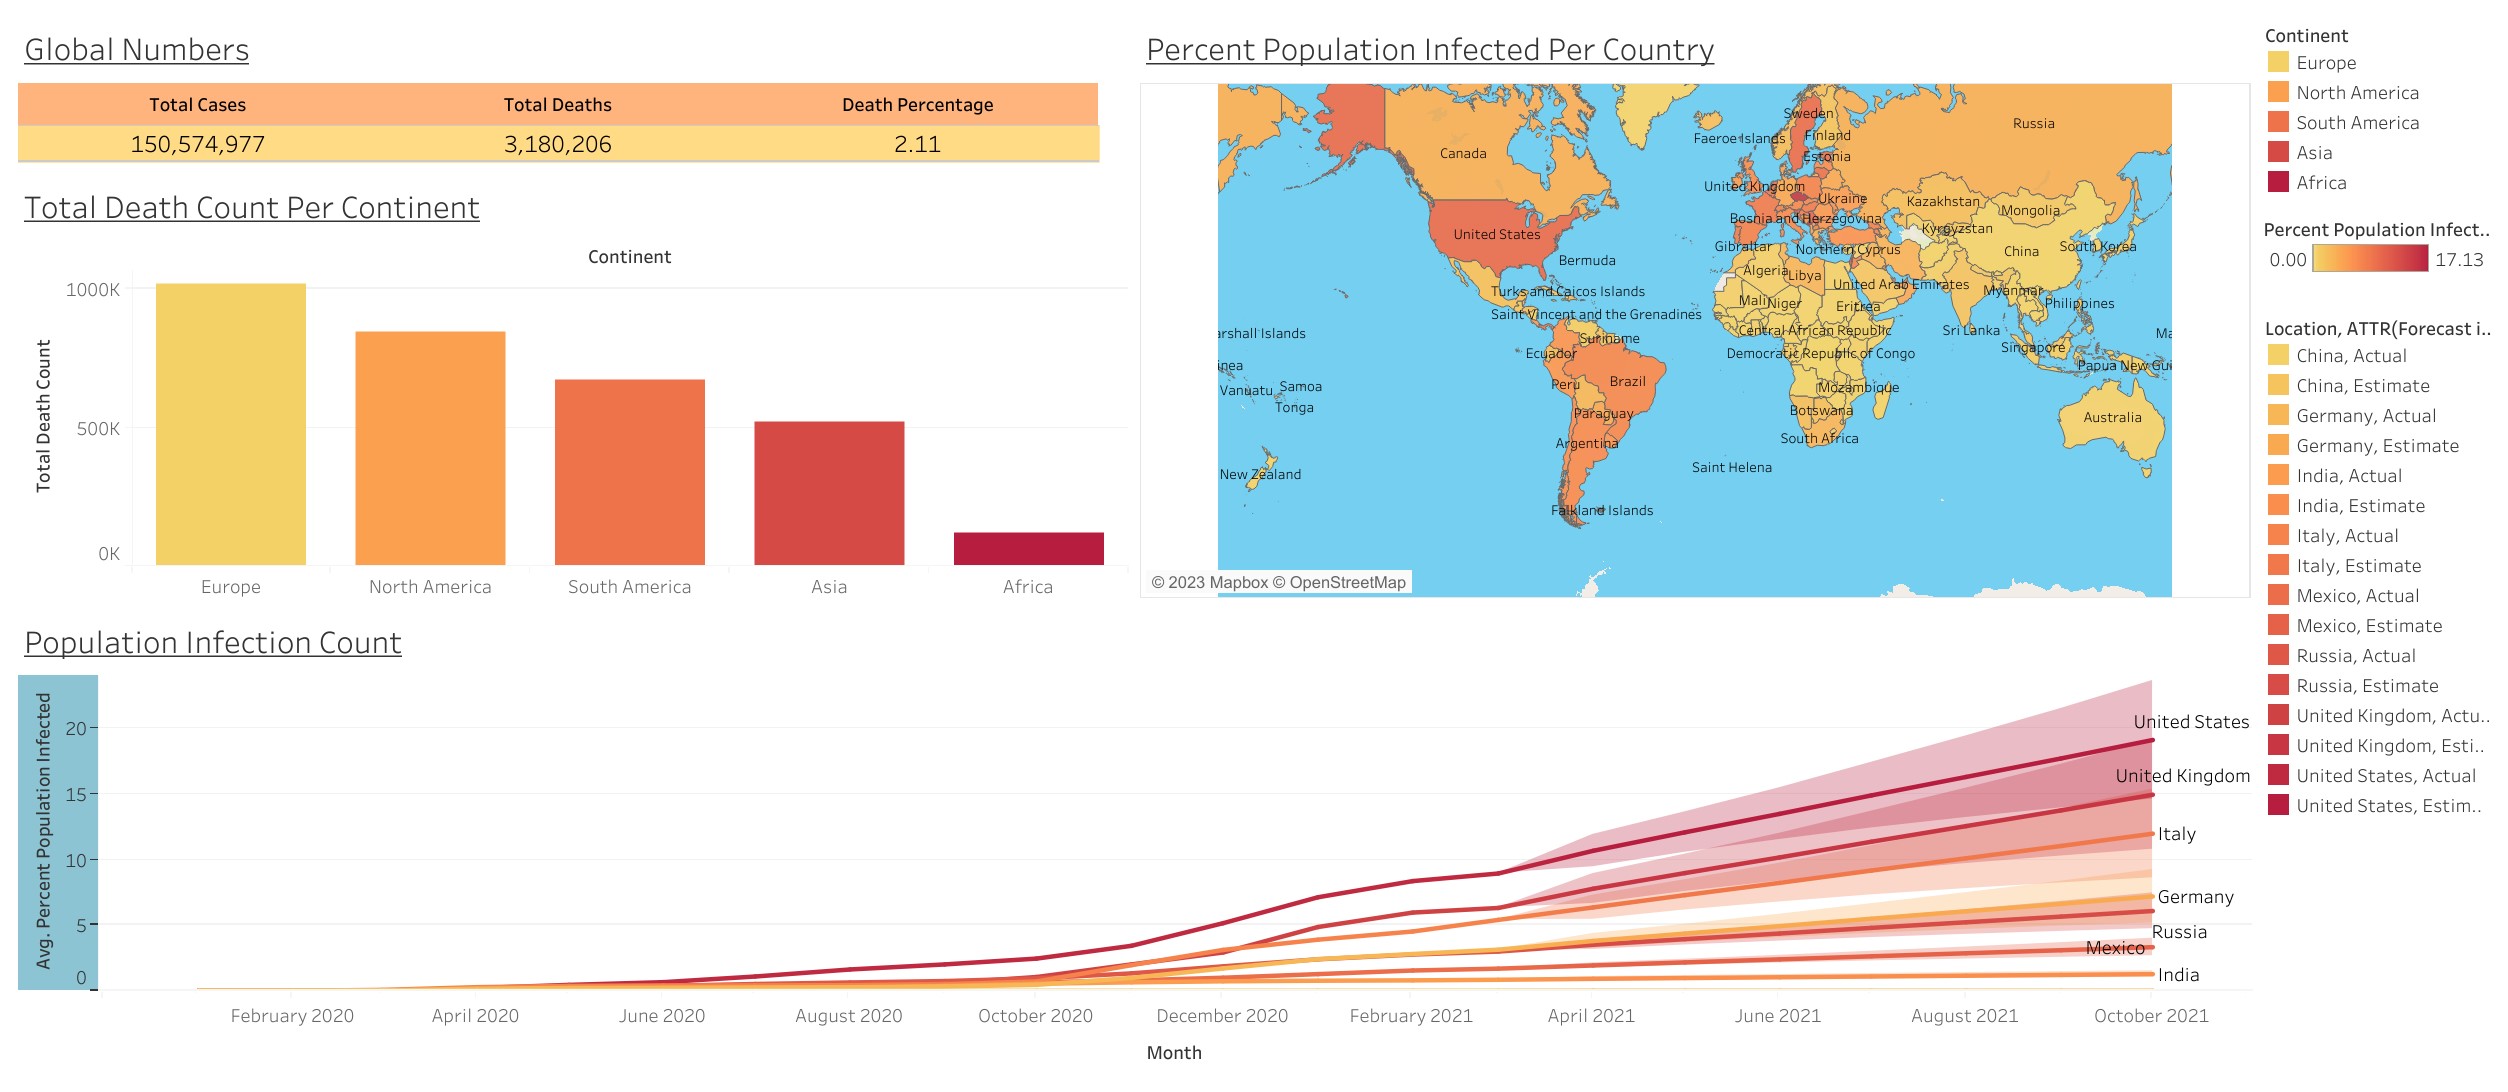 Global Numbers
Total Cases Total Deaths Death Percentage
150,574,977 3,180,206 2.11
Total Death Count Per Continent
Continent
Total Death Count
1000K
500K
0K
Europe North America South America Asia Africa
Percent Population Infected Per Country
Sweden
Russia
Faeroe Islands
Finland
Canada
Estonia
United Kingdom
Ukraine
Kazakhstan
Mongolia
Bosnia and Herzegovina
Kyrgyzstan
United States
Gibraltar
Northern Cyprus
China
South Korea
Bermuda
Algeria
Libya
United Arab Emirates
Turks and Caicos Islands
Myanmar
Mali
Niger
Eritrea
Philippines
Saint Vincent and the Grenadines
Central African Republic
Sri Lanka
arshall Islands
Ma
Suriname
Singapore
Ecuador
Democratic Republic of Congo
inea
Papua New Gui
Samoa
Vanuatu
Peru
Brazil
Mozambique
Tonga
Paraguay
Botswana
Australia
South Africa
Argentina
Saint Helena
New Zealand
Falkland Islands
© 2023 Mapbox © OpenStreetMap
Continent
Europe
North America
South America
Asia
Africa
Percent Population Infect..
0.00 17.13
Location, ATTR(Forecast i..
China, Actual
China, Estimate
Germany, Actual
Germany, Estimate
India, Actual
India, Estimate
Italy, Actual
Italy, Estimate
Mexico, Actual
Mexico, Estimate
Russia, Actual
Russia, Estimate
United Kingdom, Actu..
United Kingdom, Esti..
United States, Actual
United States, Estim..
Population Infection Count
Avg. Percent Population Infected
20
15
10
5
0
United States
United Kingdom
Italy
Germany
Russia
Mexico
India
February 2020 April 2020 June 2020 August 2020 October 2020 December 2020 February 2021 April 2021 June 2021 August 2021 October 2021
Month